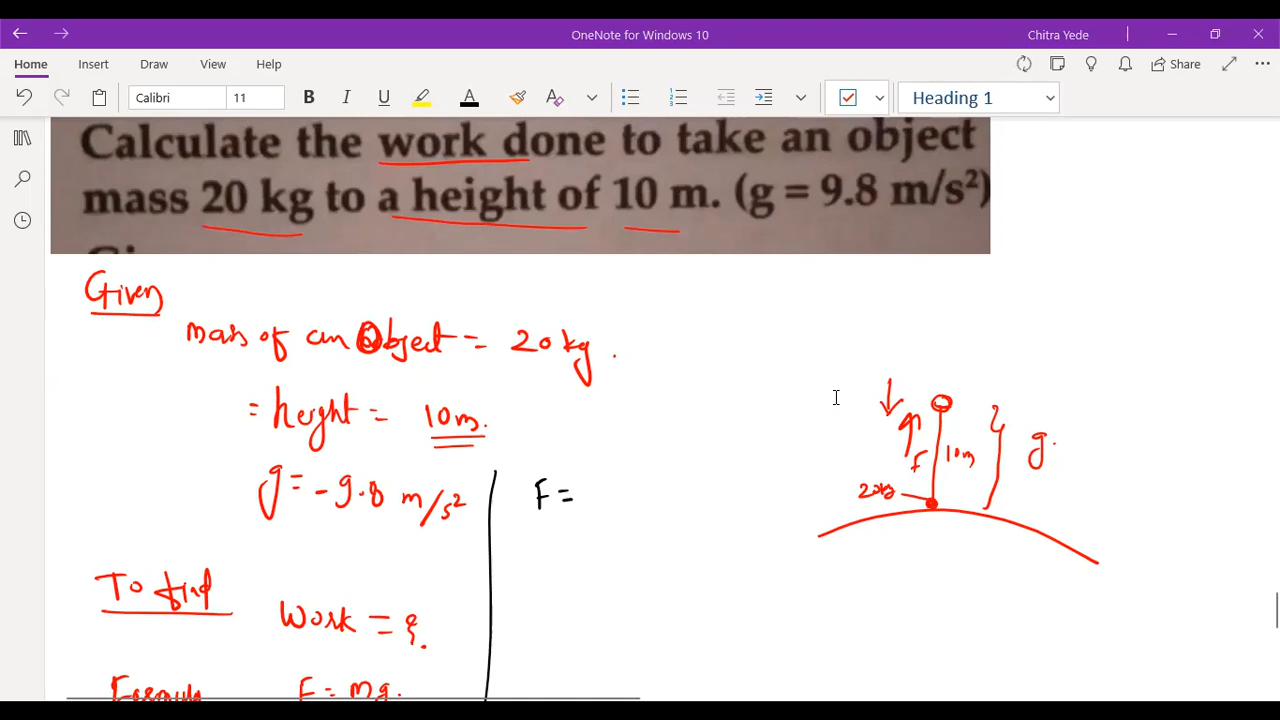 OneNote for Windows 10
Chitra Yede
Home Insert Draw View Help
Share
Calibri 11 B I U A Heading 1
Calculate the work done to take an object
mass 20 kg to a height of 10 m. (g = 9.8 m/s²)
Given
mass of an Object = 20 kg.
= height = 10m.
g = -9.8 m/s²
F =
F 10m g.
20kg
To find
Work = ?
F = mg.